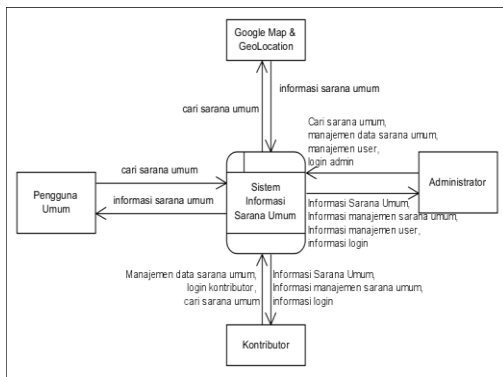 Google Map &
GeoLocation
cari sarana umum
informasi sarana umum
Cari sarana umum,
manajemen data sarana umum,
manajemen user,
login admin
Pengguna
Umum
cari sarana umum
informasi sarana umum
Sistem
Informasi
Sarana Umum
Administrator
Informasi Sarana Umum,
Informasi manajemen sarana umum,
Informasi manajemen user,
informasi login
Manajemen data sarana umum,
login kontributor,
cari sarana umum
Informasi Sarana Umum,
Informasi manajemen sarana umum,
informasi login
Kontributor